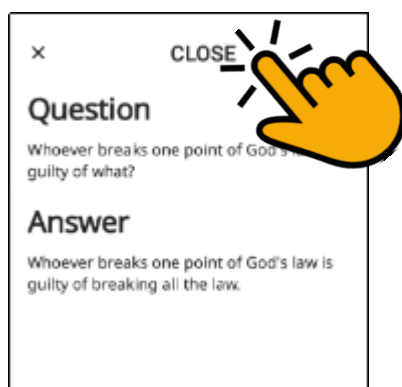 × CLOSE
Question
Whoever breaks one point of God's
guilty of what?
Answer
Whoever breaks one point of God's law is
guilty of breaking all the law.